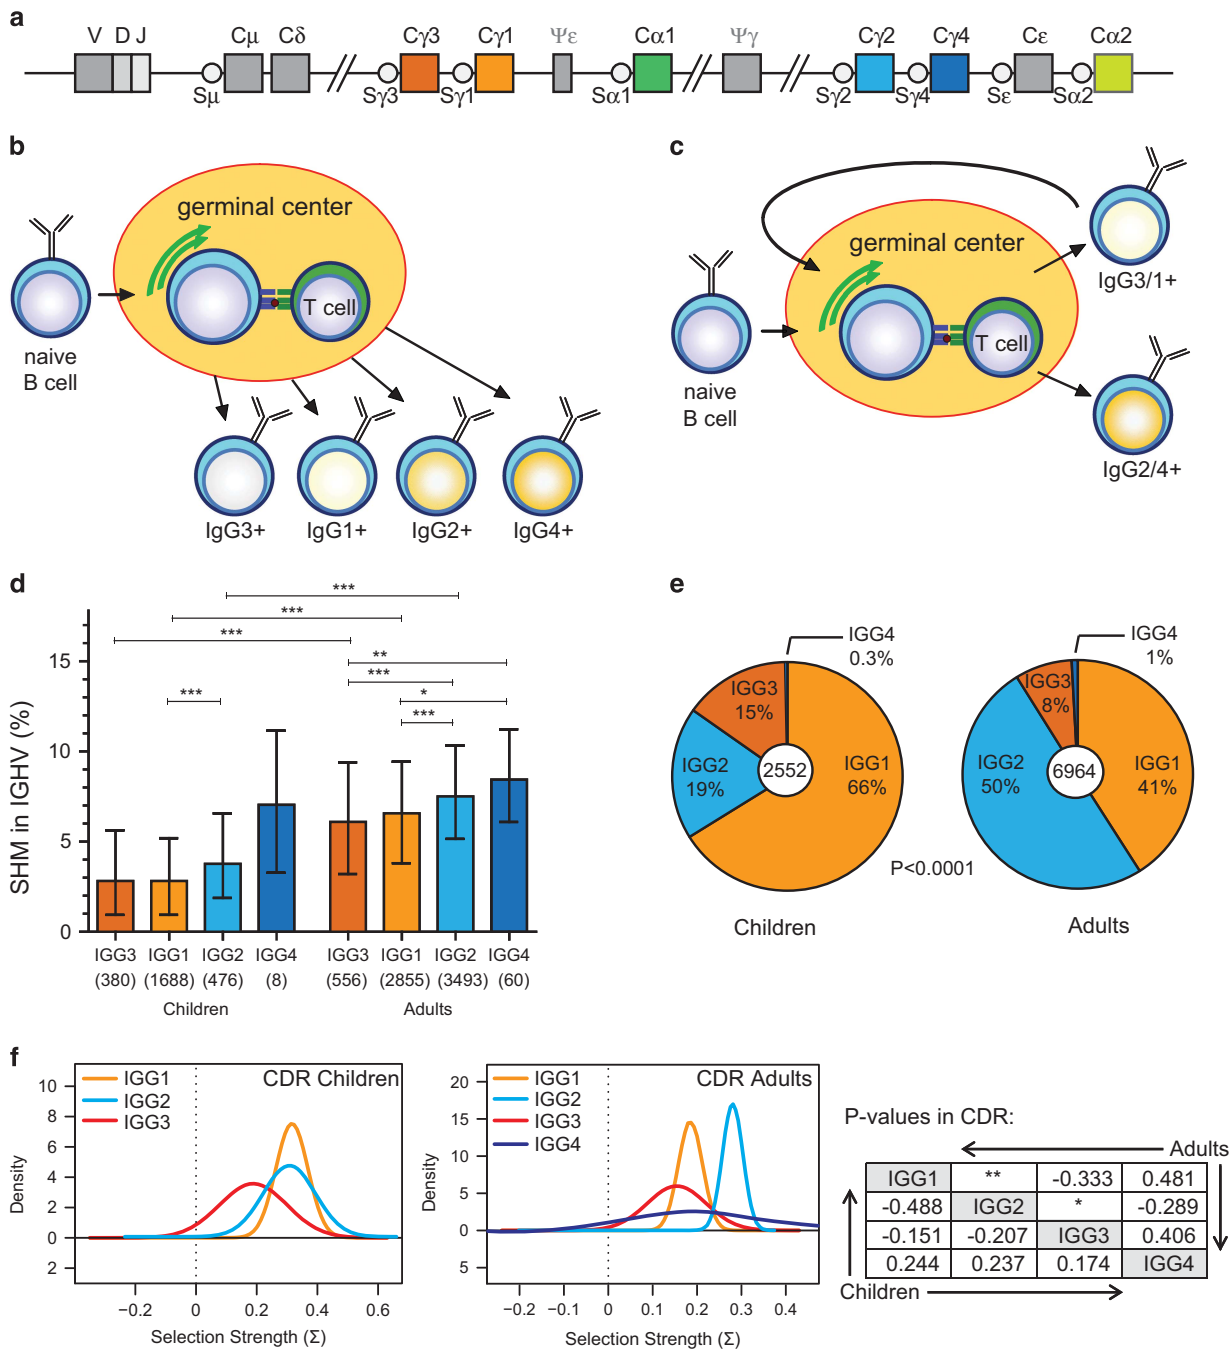 a
V D J Cμ Cδ Cγ3 Cγ1 Ψε Cα1 Ψγ Cγ2 Cγ4 Cε Cα2
Sμ Sγ3 Sγ1 Sα1 Sγ2 Sγ4 Sε Sα2
b
germinal center
T cell
naive
B cell
IgG3+ IgG1+ IgG2+ IgG4+
c
germinal center
T cell
naive
B cell
IgG3/1+
IgG2/4+
d
SHM in IGHV (%)
15
10
5
0
***
***
***
**
***
***
*
***
IGG3 IGG1 IGG2 IGG4 IGG3 IGG1 IGG2 IGG4
(380) (1688) (476) (8) (556) (2855) (3493) (60)
Children Adults
e
IGG4
0.3%
IGG3
15%
IGG2
19%
2552
IGG1
66%
Children
P<0.0001
IGG4
1%
IGG3
8%
IGG2
50%
6964
IGG1
41%
Adults
f
CDR Children
IGG1
IGG2
IGG3
Density
10
8
6
4
2
0
2
−0.2 0 0.2 0.4 0.6
Selection Strength (Σ)
CDR Adults
IGG1
IGG2
IGG3
IGG4
Density
20
15
10
5
0
5
−0.2 −0.1 0 0.1 0.2 0.3 0.4
Selection Strength (Σ)
P-values in CDR:
Adults
IGG1 ** -0.333 0.481
-0.488 IGG2 * -0.289
-0.151 -0.207 IGG3 0.406
0.244 0.237 0.174 IGG4
Children